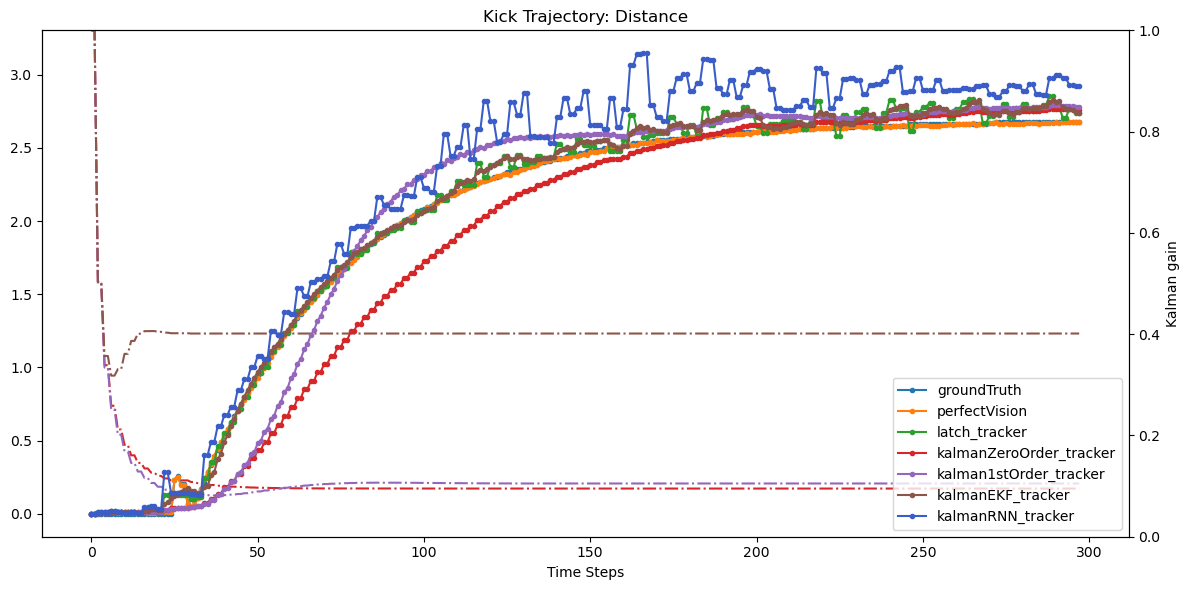 Kick Trajectory: Distance
3.0
2.5
2.0
1.5
1.0
0.5
0.0
1.0
0.8
0.6
0.4
0.2
0.0
Kalman gain
groundTruth
perfectVision
latch_tracker
kalmanZeroOrder_tracker
kalman1stOrder_tracker
kalmanEKF_tracker
kalmanRNN_tracker
0 50 100 150 200 250 300
Time Steps